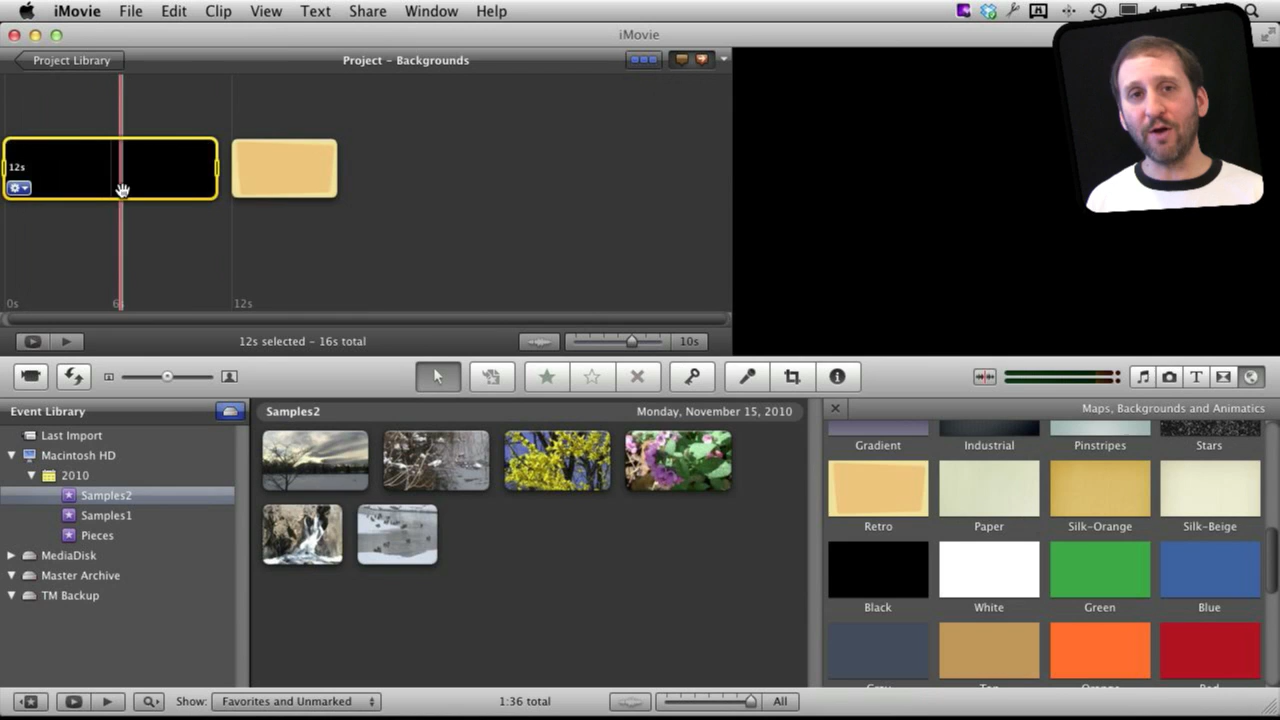 iMovie File Edit Clip View Text Share Window Help
iMovie
Project Library
Project – Backgrounds
12s
0s
12s
12s selected – 16s total
10s
Event Library
Samples2
Monday, November 15, 2010
Maps, Backgrounds and Animatics
Last Import
Macintosh HD
2010
Samples2
Samples1
Pieces
MediaDisk
Master Archive
TM Backup
Gradient Industrial Pinstripes Stars
Retro Paper Silk-Orange Silk-Beige
Black White Green Blue
Show: Favorites and Unmarked
1:36 total
All